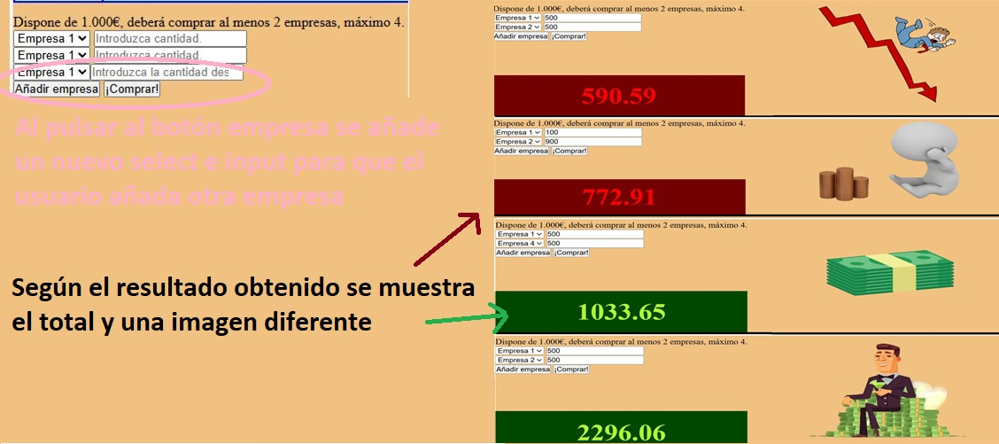 Dispone de 1.000€, deberá comprar al menos 2 empresas, máximo 4.
Empresa 1 Introduzca cantidad.
Empresa 1 Introduzca cantidad.
Empresa 1 Introduzca la cantidad des
Añadir empresa ¡Comprar!
Al pulsar al botón empresa se añade
un nuevo select e input para que el
usuario añada otra empresa
Según el resultado obtenido se muestra
el total y una imagen diferente
Dispone de 1.000€, deberá comprar al menos 2 empresas, máximo 4.
Empresa 1 500
Empresa 2 500
Añadir empresa ¡Comprar!
590.59
Dispone de 1.000€, deberá comprar al menos 2 empresas, máximo 4.
Empresa 1 100
Empresa 2 900
Añadir empresa ¡Comprar!
772.91
Dispone de 1.000€, deberá comprar al menos 2 empresas, máximo 4.
Empresa 1 500
Empresa 4 500
Añadir empresa ¡Comprar!
1033.65
Dispone de 1.000€, deberá comprar al menos 2 empresas, máximo 4.
Empresa 1 500
Empresa 2 500
Añadir empresa ¡Comprar!
2296.06